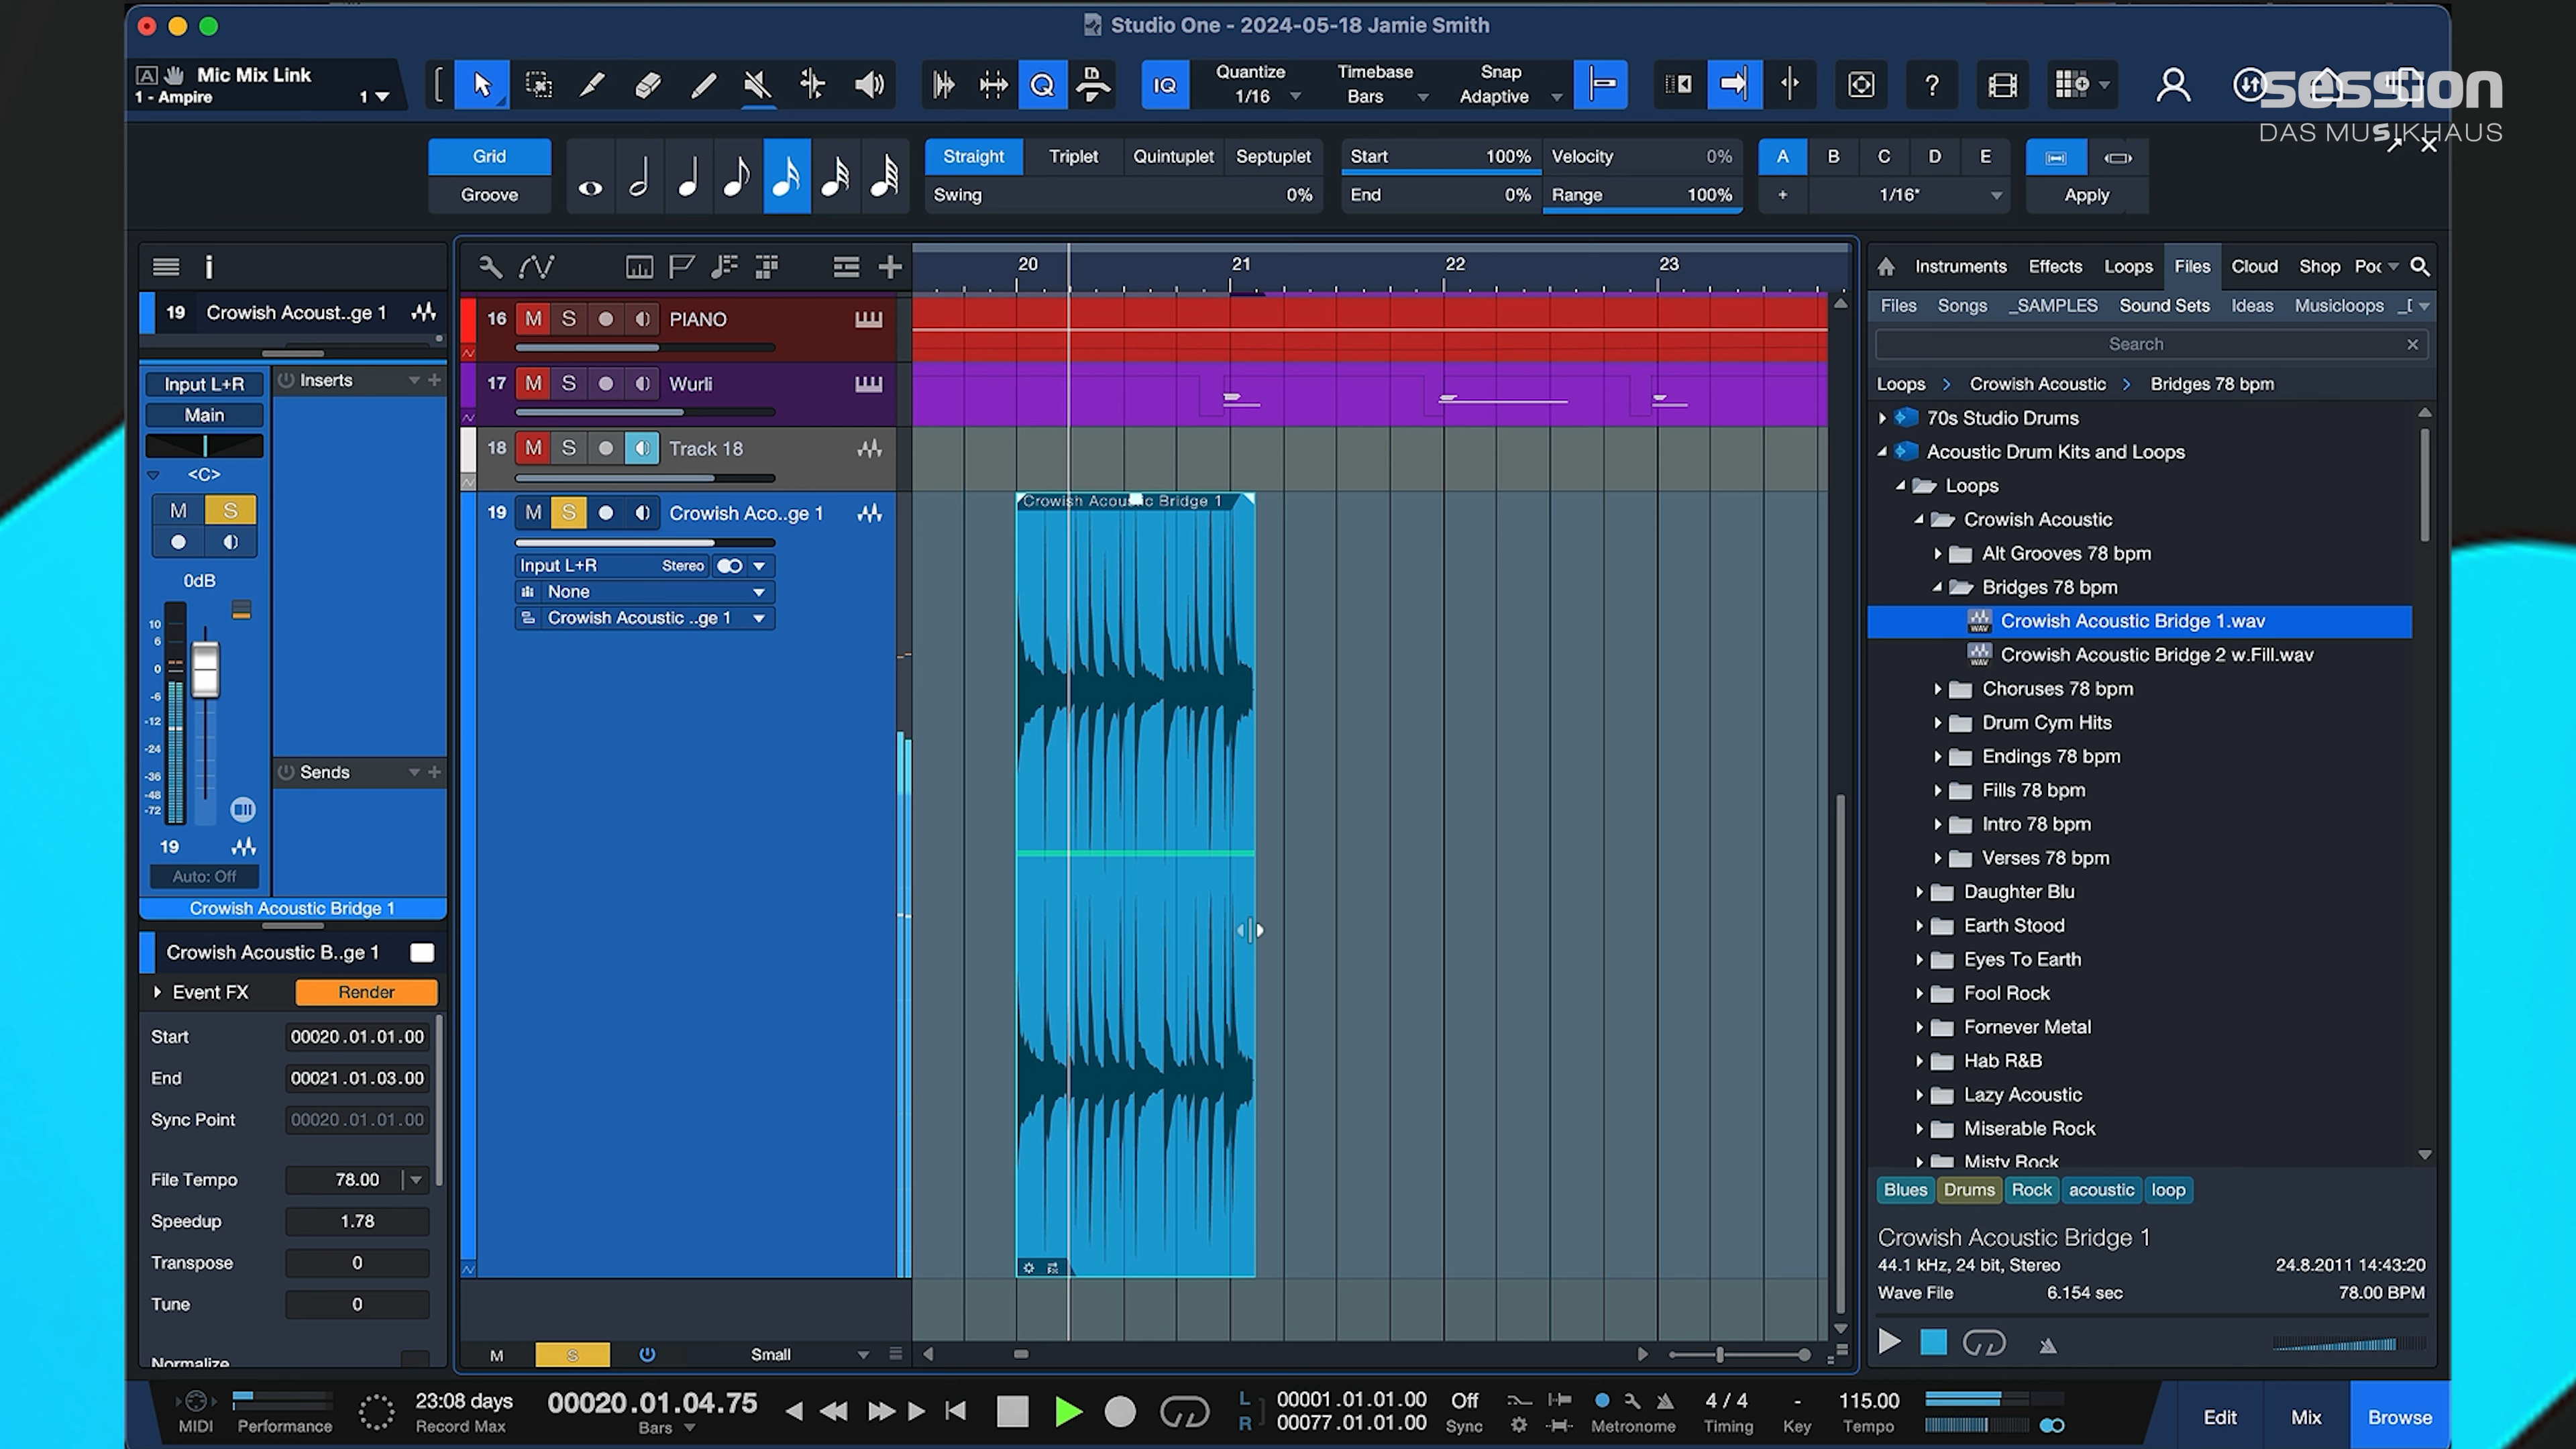 Studio One - 2024-05-18 Jamie Smith
session
DAS MUSIKHAUS
A
Mic Mix Link
1 - Ampire
1
Q
IQ
Quantize
1/16
Timebase
Bars
Snap
Adaptive
?
Grid
Groove
Straight
Triplet
Quintuplet
Septuplet
Swing
0%
Start
100%
Velocity
0%
End
0%
Range
100%
A
B
C
D
E
+
1/16*
Apply
19
Crowish Acoust..ge 1
Input L+R
Main
<C>
M
S
0dB
10
6
0
-6
-12
-24
-36
-48
-72
19
Auto: Off
Inserts
Sends
Crowish Acoustic Bridge 1
Crowish Acoustic B..ge 1
Event FX
Render
Start
00020.01.01.00
End
00021.01.03.00
Sync Point
00020.01.01.00
File Tempo
78.00
Speedup
1.78
Transpose
0
Tune
0
Normalize
20
21
22
23
16
M
S
PIANO
17
M
S
Wurli
18
M
S
Track 18
19
M
S
Crowish Aco..ge 1
Input L+R
Stereo
None
Crowish Acoustic ..ge 1
Crowish Acoustic Bridge 1
M
S
Small
Instruments
Effects
Loops
Files
Cloud
Shop
Poc
Files
Songs
_SAMPLES
Sound Sets
Ideas
Musicloops
Search
Loops > Crowish Acoustic > Bridges 78 bpm
70s Studio Drums
Acoustic Drum Kits and Loops
Loops
Crowish Acoustic
Alt Grooves 78 bpm
Bridges 78 bpm
Crowish Acoustic Bridge 1.wav
Crowish Acoustic Bridge 2 w.Fill.wav
Choruses 78 bpm
Drum Cym Hits
Endings 78 bpm
Fills 78 bpm
Intro 78 bpm
Verses 78 bpm
Daughter Blu
Earth Stood
Eyes To Earth
Fool Rock
Fornever Metal
Hab R&B
Lazy Acoustic
Miserable Rock
Misty Rock
Blues
Drums
Rock
acoustic
loop
Crowish Acoustic Bridge 1
44.1 kHz, 24 bit, Stereo
24.8.2011 14:43:20
Wave File
6.154 sec
78.00 BPM
MIDI
Performance
23:08 days
Record Max
00020.01.04.75
Bars
L
00001.01.01.00
R
00077.01.01.00
Off
Sync
Metronome
4 / 4
Timing
-
Key
115.00
Tempo
Edit
Mix
Browse